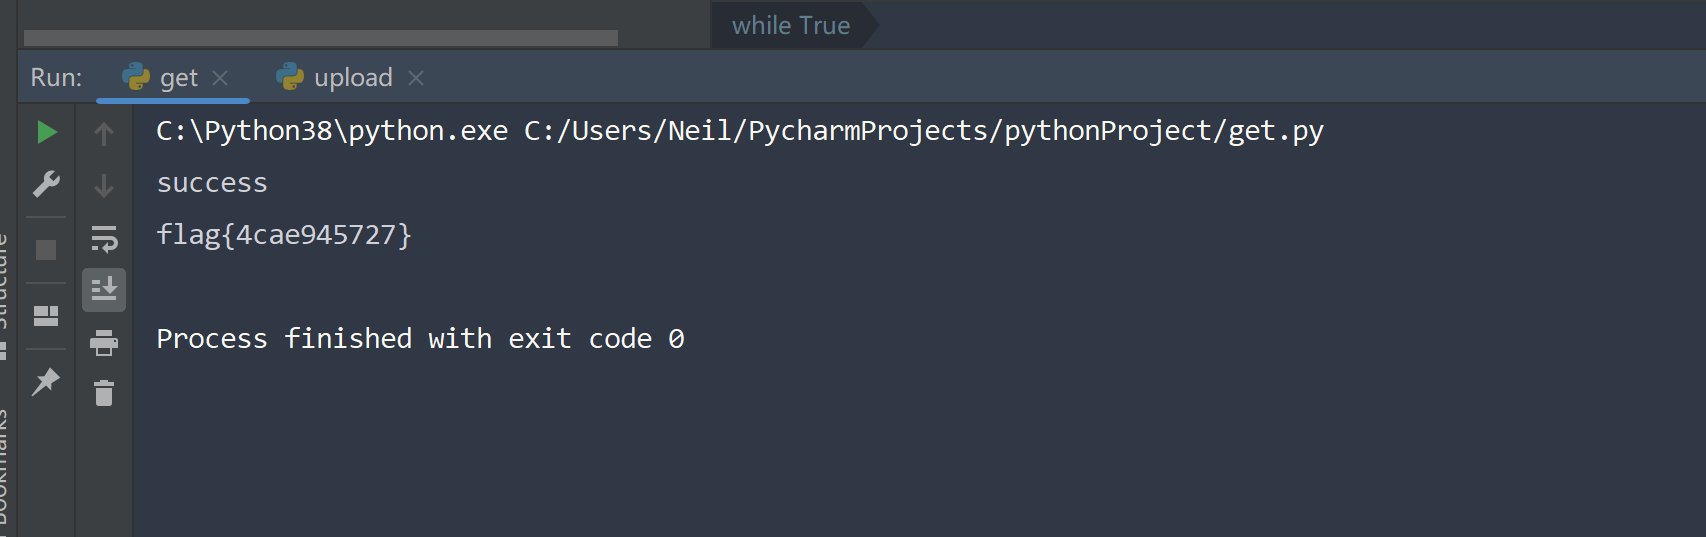 while True
Run: get upload
C:\Python38\python.exe C:/Users/Neil/PycharmProjects/pythonProject/get.py
success
flag{4cae945727}
Process finished with exit code 0
Structure
Bookmarks